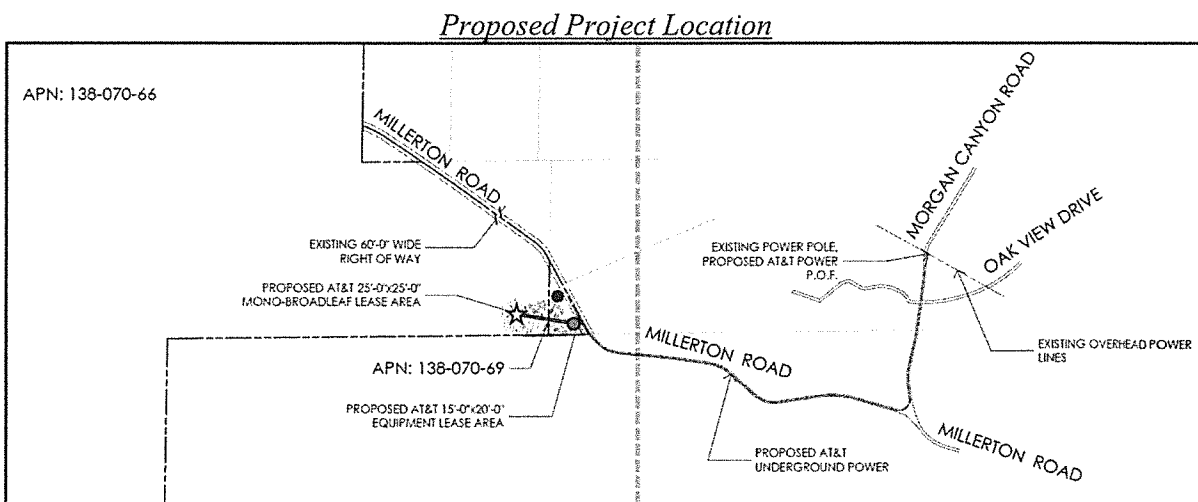 Proposed Project Location
APN: 138-070-66
MILLERTON ROAD
EXISTING 60'-0" WIDE
RIGHT OF WAY
PROPOSED AT&T 25'-0"x25'-0"
MONO-BROADLEAF LEASE AREA
APN: 138-070-69
PROPOSED AT&T 15'-0"x20'-0"
EQUIPMENT LEASE AREA
MORGAN CANYON ROAD
OAK VIEW DRIVE
EXISTING POWER POLE,
PROPOSED AT&T POWER
P.O.F.
EXISTING OVERHEAD POWER
LINES
MILLERTON ROAD
PROPOSED AT&T
UNDERGROUND POWER
MILLERTON ROAD